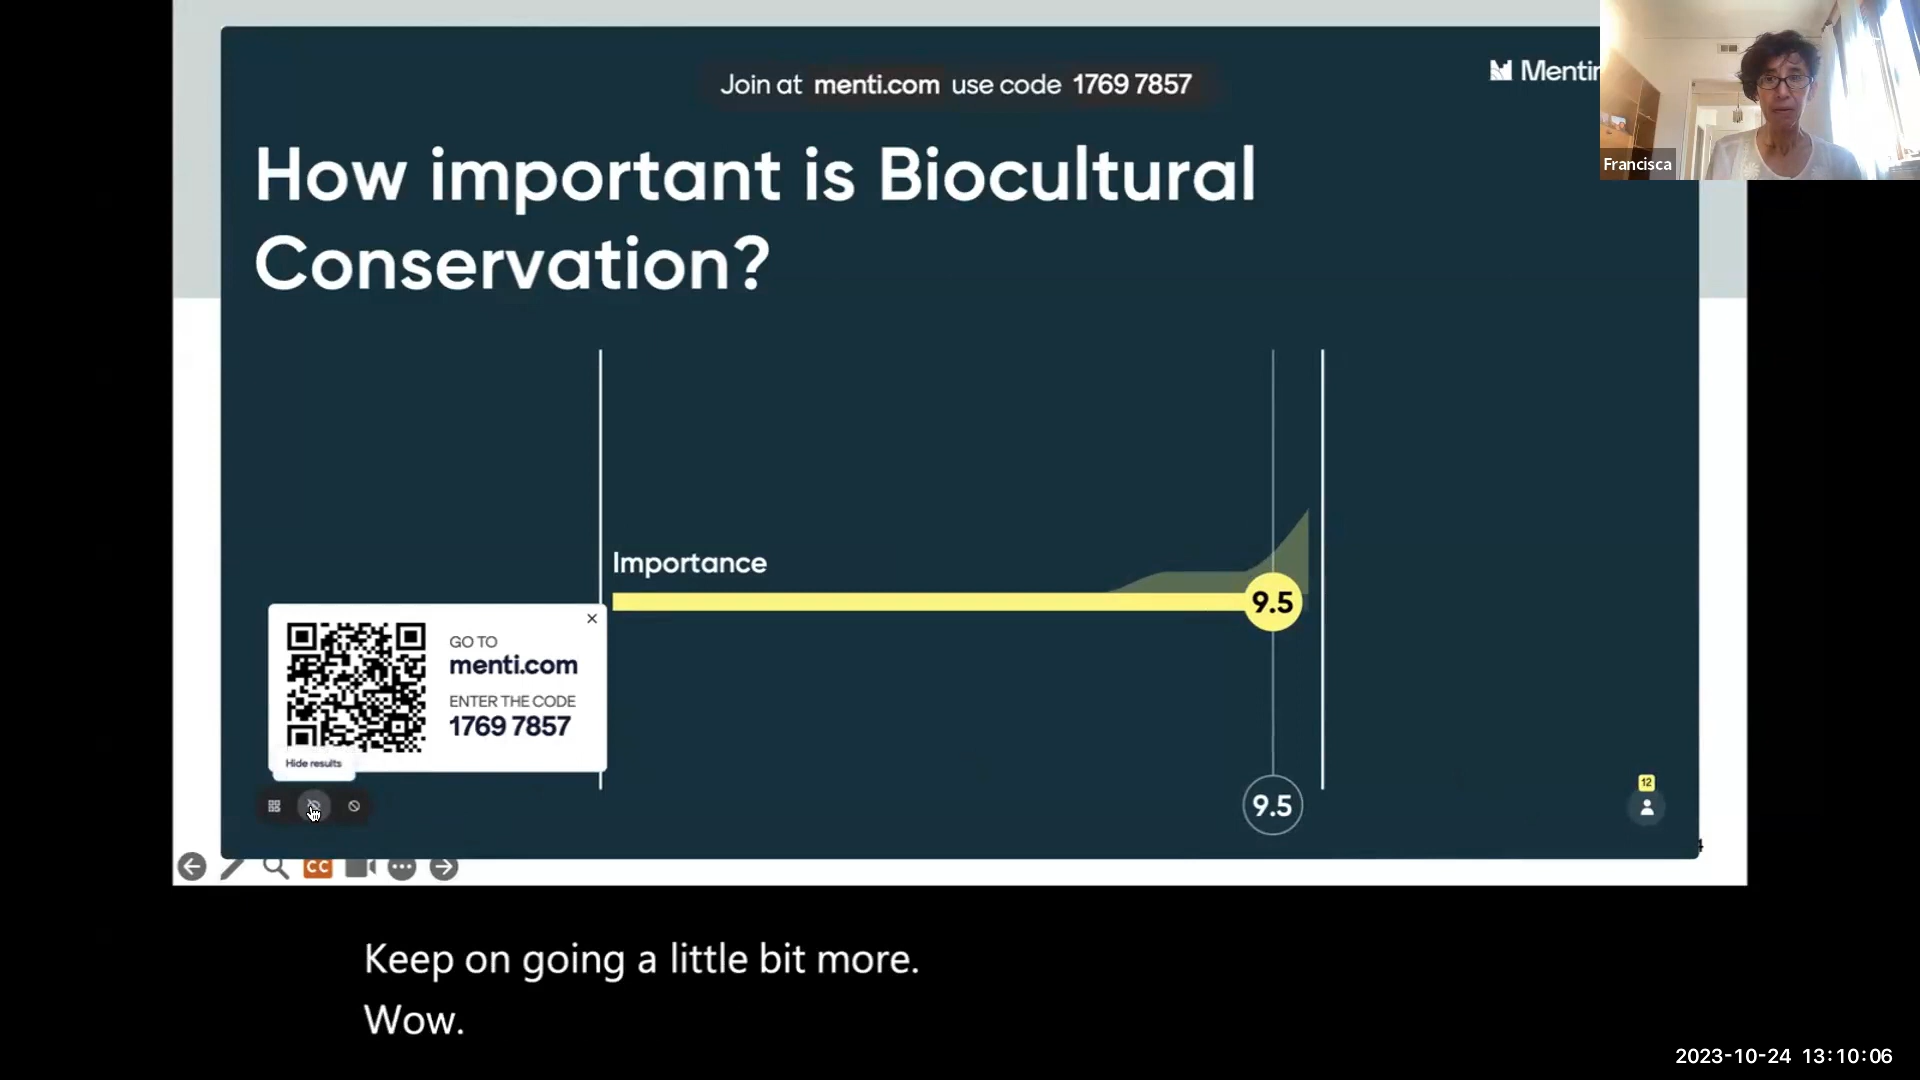 Join at menti.com use code 1769 7857
Mentim
Francisca
How important is Biocultural
Conservation?
Importance
9.5
GO TO
menti.com
ENTER THE CODE
1769 7857
Hide results
9.5
12
4
CC
Keep on going a little bit more.
Wow.
2023-10-24 13:10:06